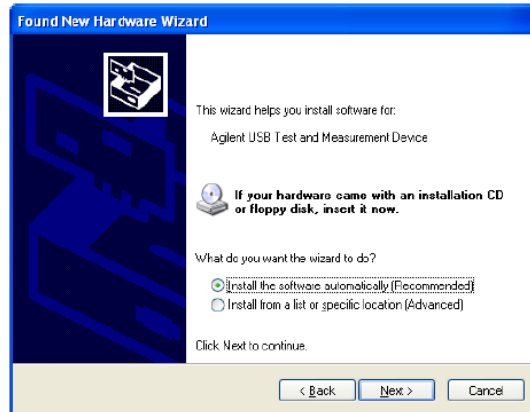 Found New Hardware Wizard
This wizard helps you install software for:
Agilent USB Test and Measurement Device
If your hardware came with an installation CD
or floppy disk, insert it now.
What do you want the wizard to do?
Install the software automatically (Recommended)
Install from a list or specific location (Advanced)
Click Next to continue.
< Back
Next >
Cancel